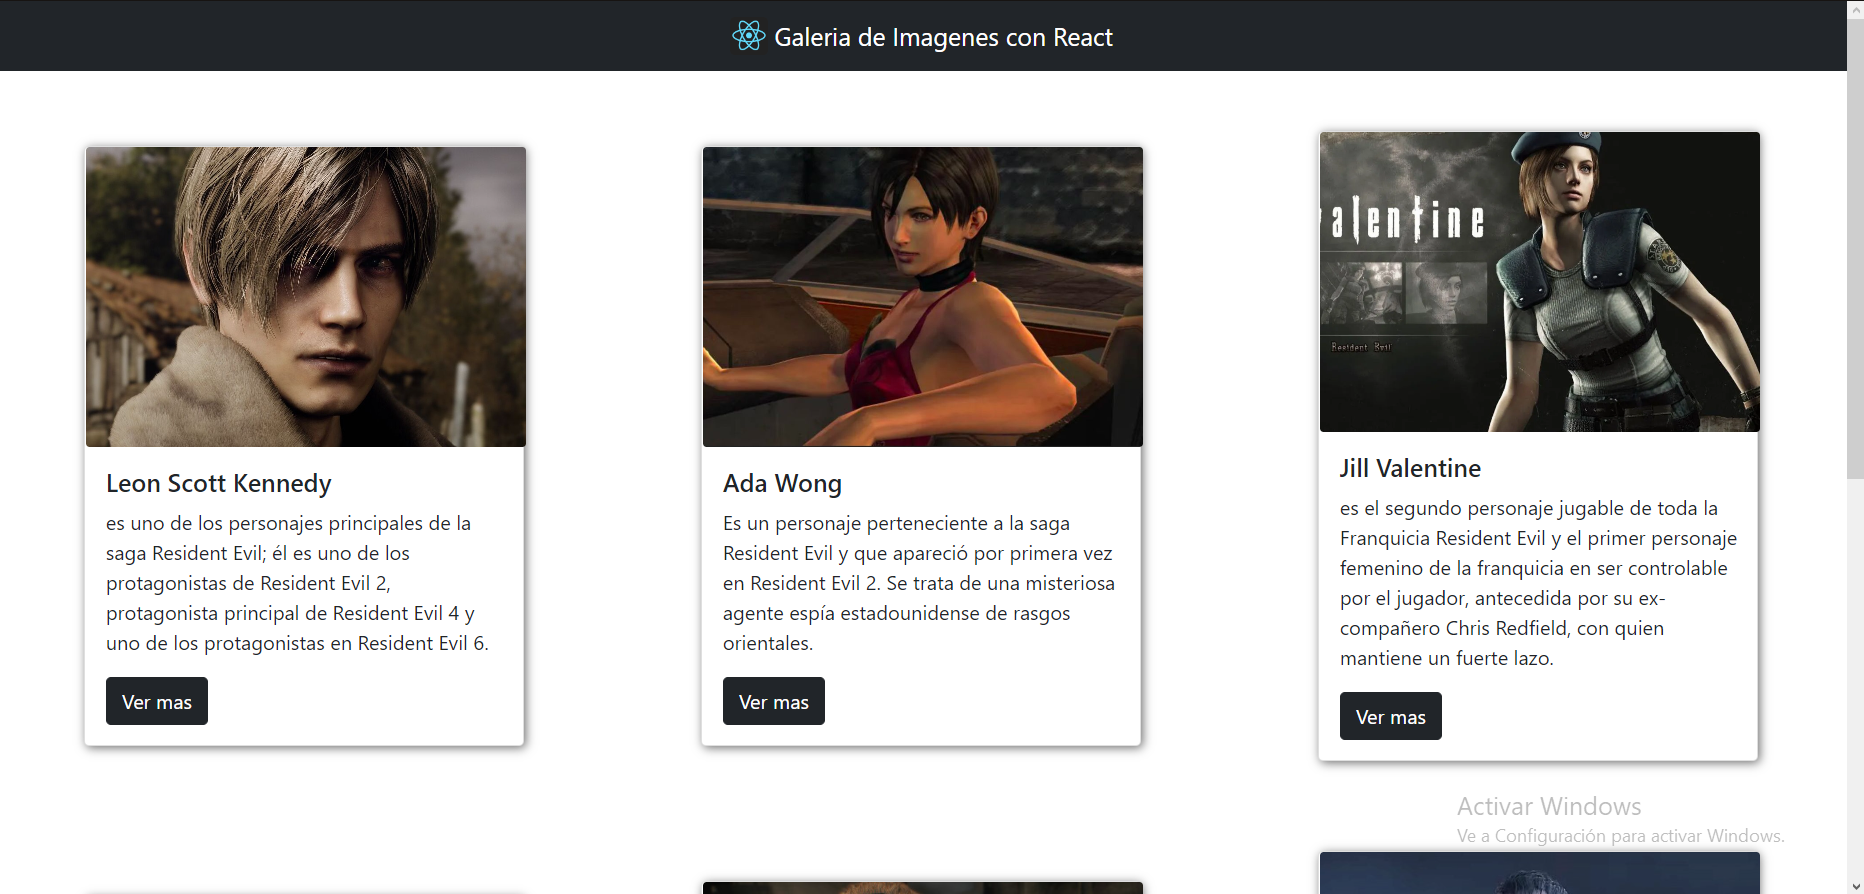 Galeria de Imagenes con React
Leon Scott Kennedy
es uno de los personajes principales de la
saga Resident Evil; él es uno de los
protagonistas de Resident Evil 2,
protagonista principal de Resident Evil 4 y
uno de los protagonistas en Resident Evil 6.
Ver mas
Ada Wong
Es un personaje perteneciente a la saga
Resident Evil y que apareció por primera vez
en Resident Evil 2. Se trata de una misteriosa
agente espía estadounidense de rasgos
orientales.
Ver mas
valentine
Resident Evil
Jill Valentine
es el segundo personaje jugable de toda la
Franquicia Resident Evil y el primer personaje
femenino de la franquicia en ser controlable
por el jugador, antecedida por su ex-
compañero Chris Redfield, con quien
mantiene un fuerte lazo.
Ver mas
Activar Windows
Ve a Configuración para activar Windows.